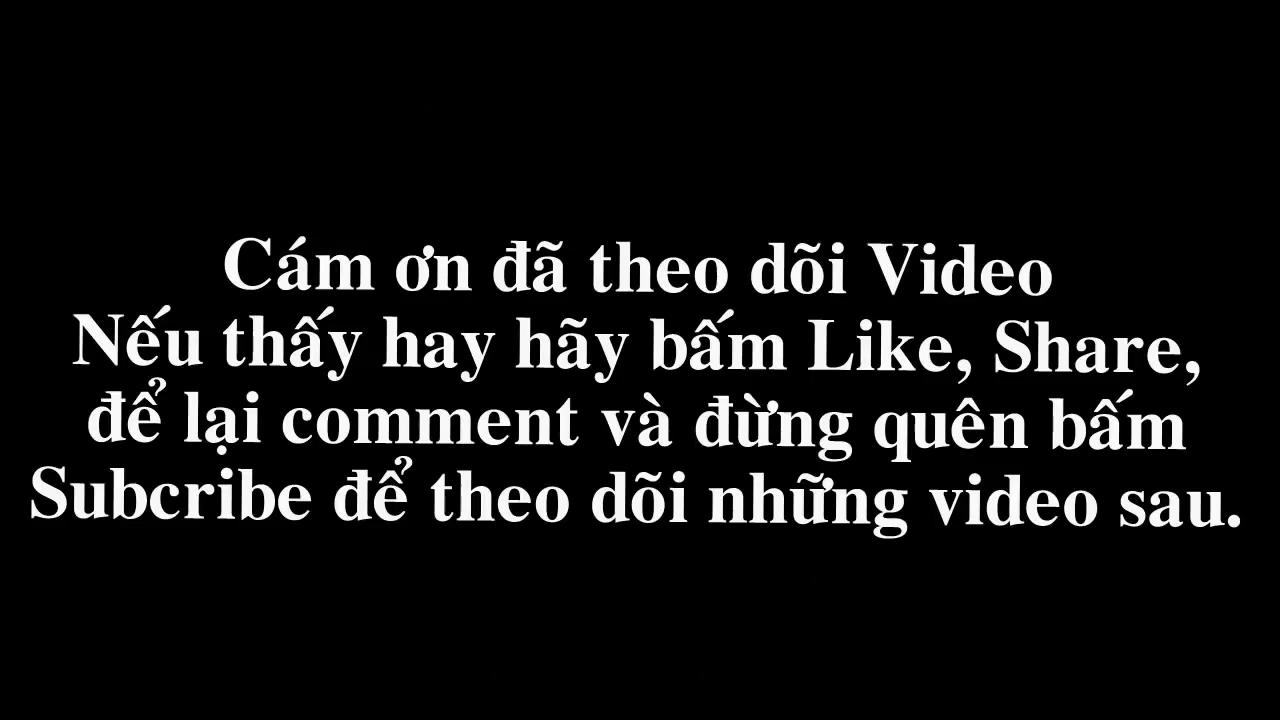 Cám ơn đã theo dõi Video
Nếu thấy hay hãy bấm Like, Share,
để lại comment và đừng quên bấm
Subcribe để theo dõi những video sau.